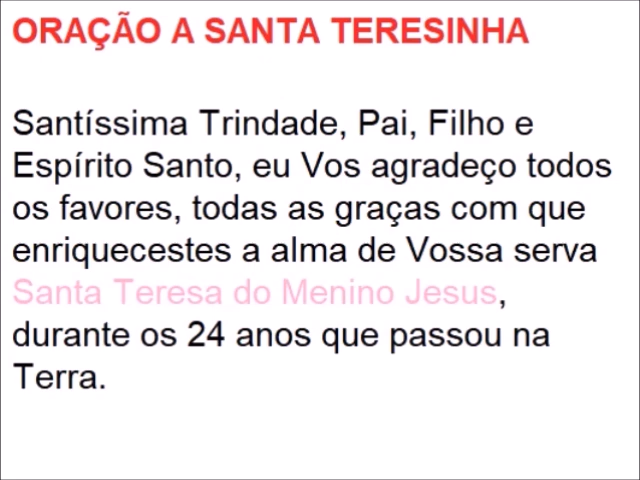 ORAÇÃO A SANTA TERESINHA
Santíssima Trindade, Pai, Filho e
Espírito Santo, eu Vos agradeço todos
os favores, todas as graças com que
enriquecestes a alma de Vossa serva
Santa Teresa do Menino Jesus,
durante os 24 anos que passou na
Terra.